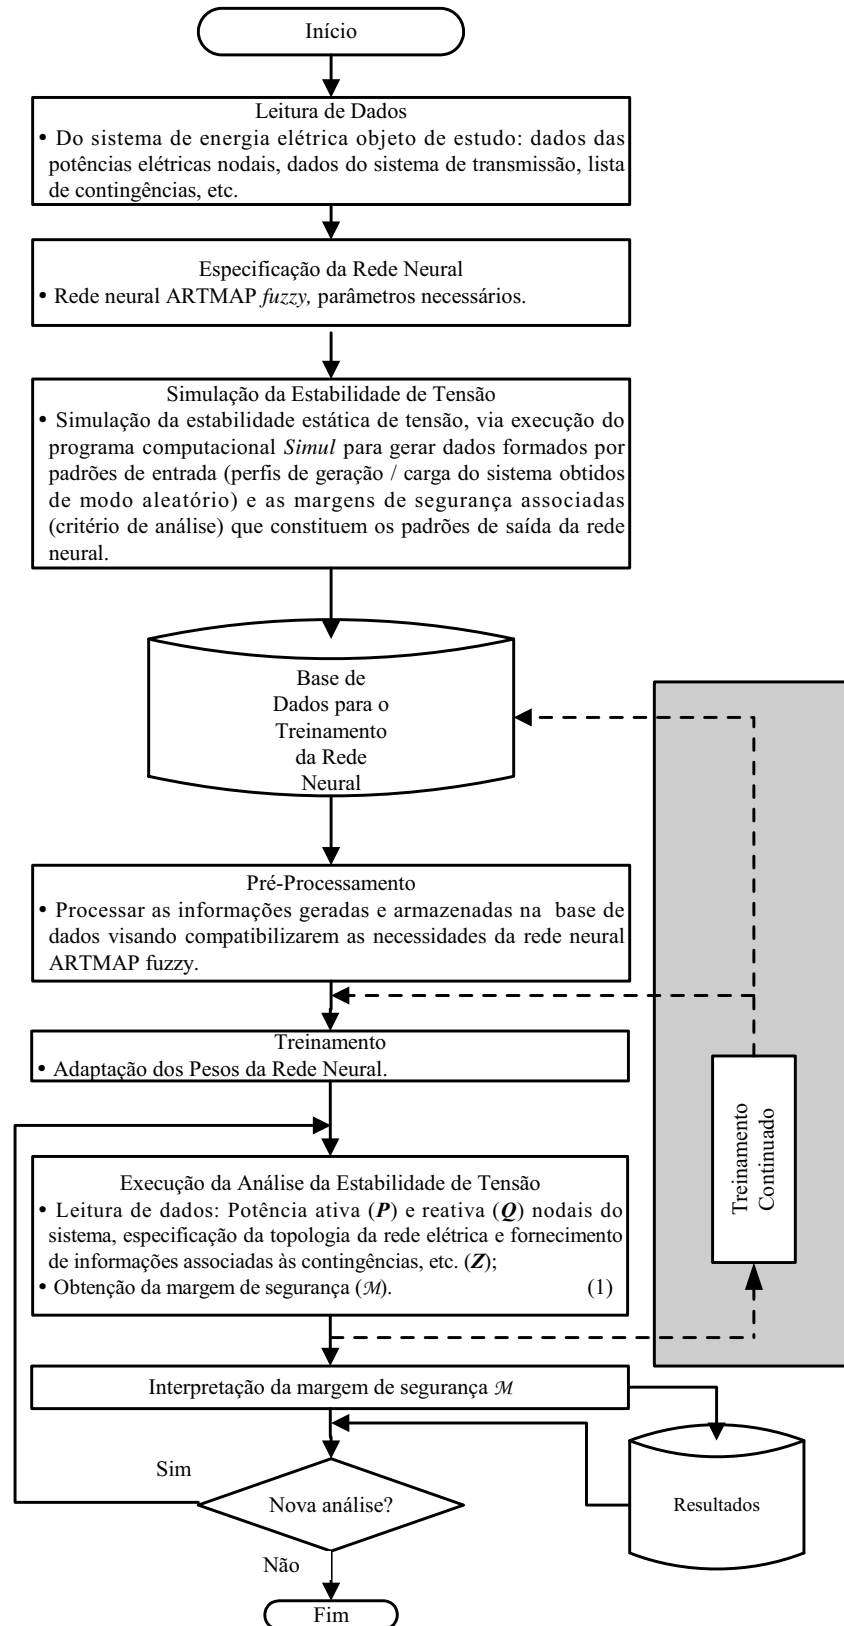 Início
Leitura de Dados
• Do sistema de energia elétrica objeto de estudo: dados das
potências elétricas nodais, dados do sistema de transmissão, lista
de contingências, etc.
Especificação da Rede Neural
• Rede neural ARTMAP fuzzy, parâmetros necessários.
Simulação da Estabilidade de Tensão
• Simulação da estabilidade estática de tensão, via execução do
programa computacional Simul para gerar dados formados por
padrões de entrada (perfis de geração / carga do sistema obtidos
de modo aleatório) e as margens de segurança associadas
(critério de análise) que constituem os padrões de saída da rede
neural.
Base de
Dados para o
Treinamento
da Rede
Neural
Pré-Processamento
• Processar as informações geradas e armazenadas na base de
dados visando compatibilizarem as necessidades da rede neural
ARTMAP fuzzy.
Treinamento
• Adaptação dos Pesos da Rede Neural.
Treinamento
Continuado
Execução da Análise da Estabilidade de Tensão
• Leitura de dados: Potência ativa (P) e reativa (Q) nodais do
sistema, especificação da topologia da rede elétrica e fornecimento
de informações associadas às contingências, etc. (Z);
• Obtenção da margem de segurança (ℳ). (1)
Interpretação da margem de segurança ℳ
Sim
Nova análise?
Resultados
Não
Fim